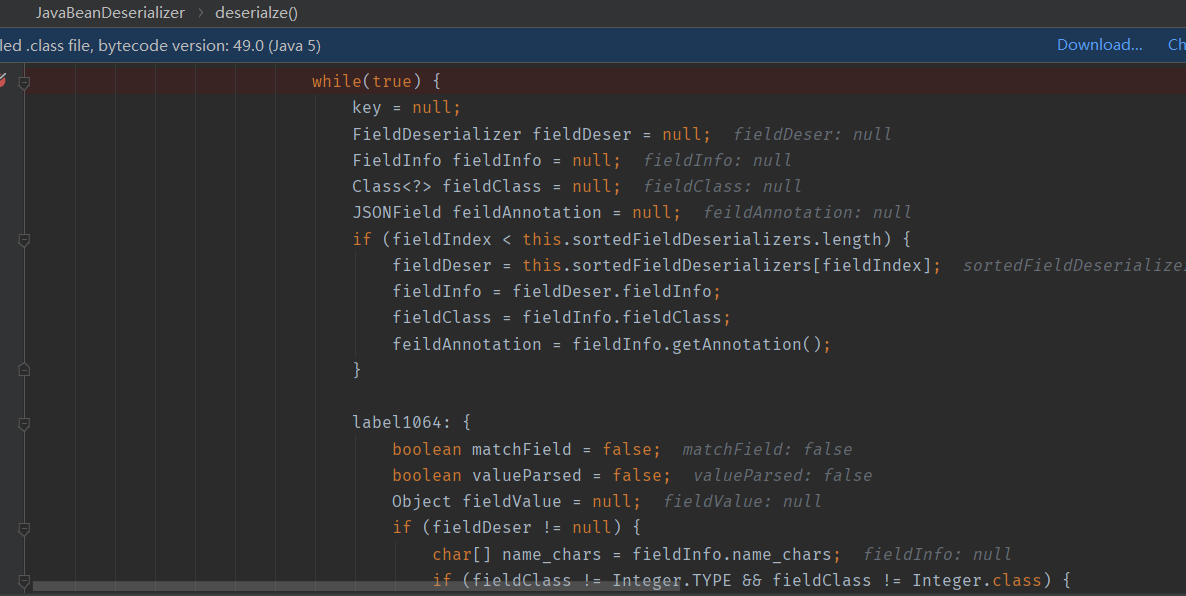 JavaBeanDeserializer › deserialze()
led .class file, bytecode version: 49.0 (Java 5) Download... Ch
while(true) {
key = null;
FieldDeserializer fieldDeser = null; fieldDeser: null
FieldInfo fieldInfo = null; fieldInfo: null
Class<?> fieldClass = null; fieldClass: null
JSONField feildAnnotation = null; feildAnnotation: null
if (fieldIndex < this.sortedFieldDeserializers.length) {
fieldDeser = this.sortedFieldDeserializers[fieldIndex]; sortedFieldDeserialize
fieldInfo = fieldDeser.fieldInfo;
fieldClass = fieldInfo.fieldClass;
feildAnnotation = fieldInfo.getAnnotation();
}
label1064: {
boolean matchField = false; matchField: false
boolean valueParsed = false; valueParsed: false
Object fieldValue = null; fieldValue: null
if (fieldDeser != null) {
char[] name_chars = fieldInfo.name_chars; fieldInfo: null
if (fieldClass != Integer.TYPE && fieldClass != Integer.class) {